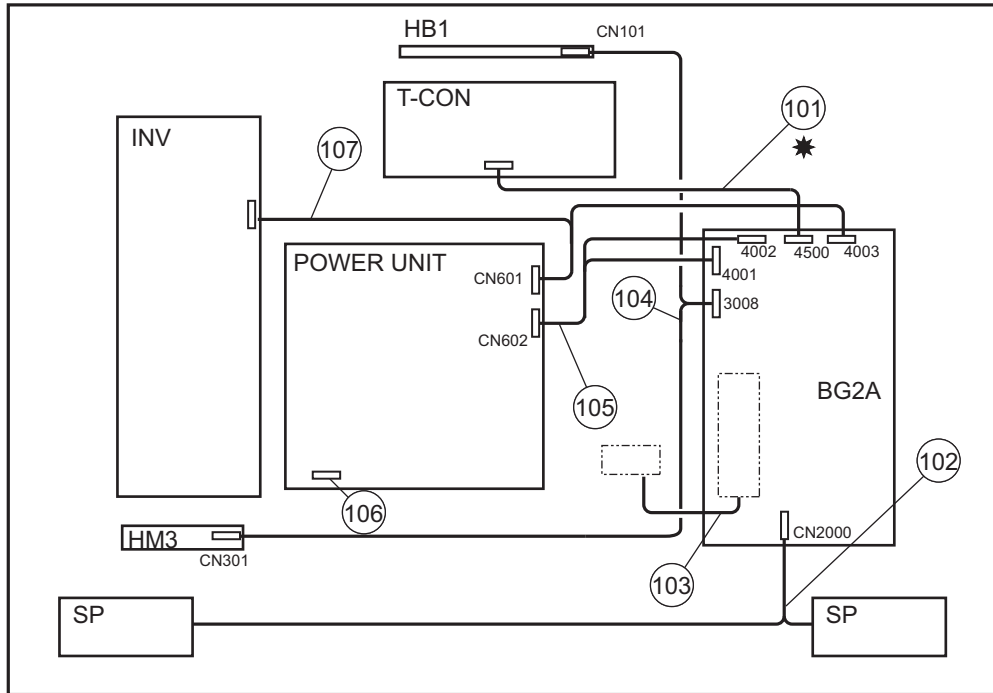 HB1
CN101
T-CON
101
INV
107
4002
4500
4003
POWER UNIT
4001
CN601
104
3008
CN602
BG2A
105
102
106
HM3
CN2000
CN301
103
SP
SP